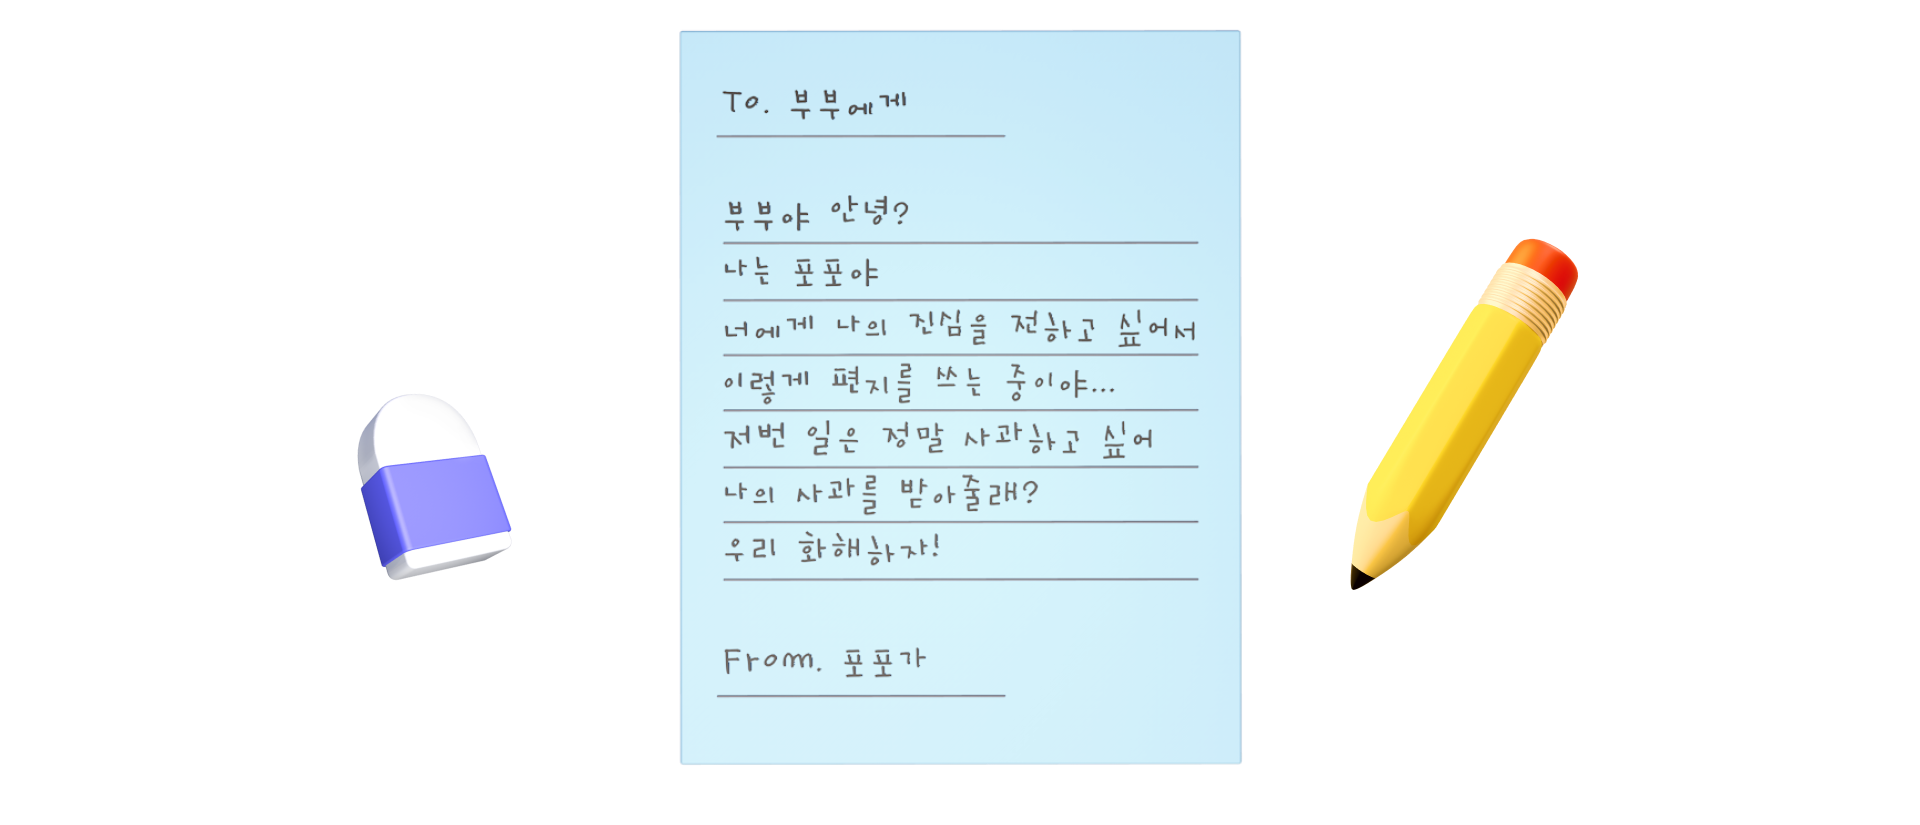 To. 부부에게
부부야 안녕?
나는 포포야
너에게 나의 진심을 전하고 싶어서
이렇게 편지를 쓰는 중이야...
저번 일은 정말 사과하고 싶어
나의 사과를 받아줄래?
우리 화해하자!
From. 포포가